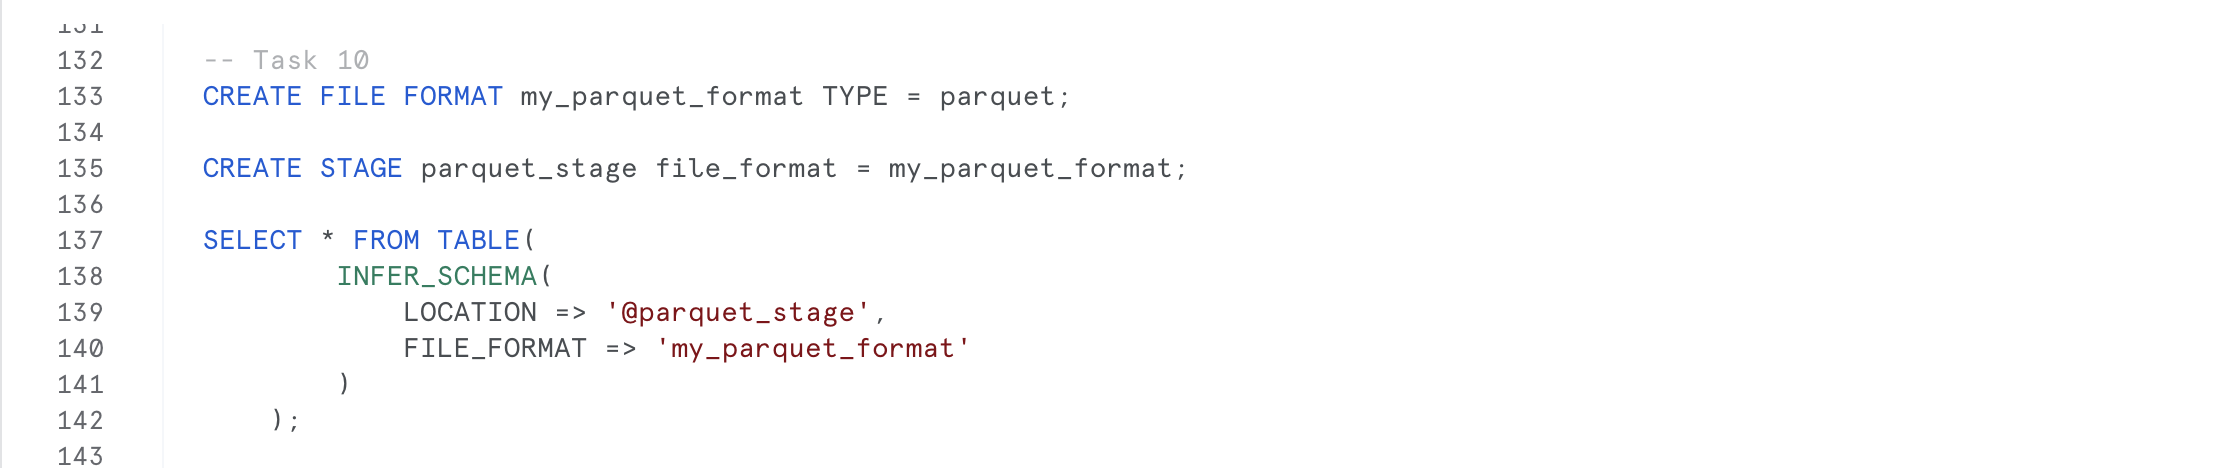 131
132 -- Task 10
133 CREATE FILE FORMAT my_parquet_format TYPE = parquet;
134
135 CREATE STAGE parquet_stage file_format = my_parquet_format;
136
137 SELECT * FROM TABLE(
138 INFER_SCHEMA(
139 LOCATION => '@parquet_stage',
140 FILE_FORMAT => 'my_parquet_format'
141 )
142 );
143